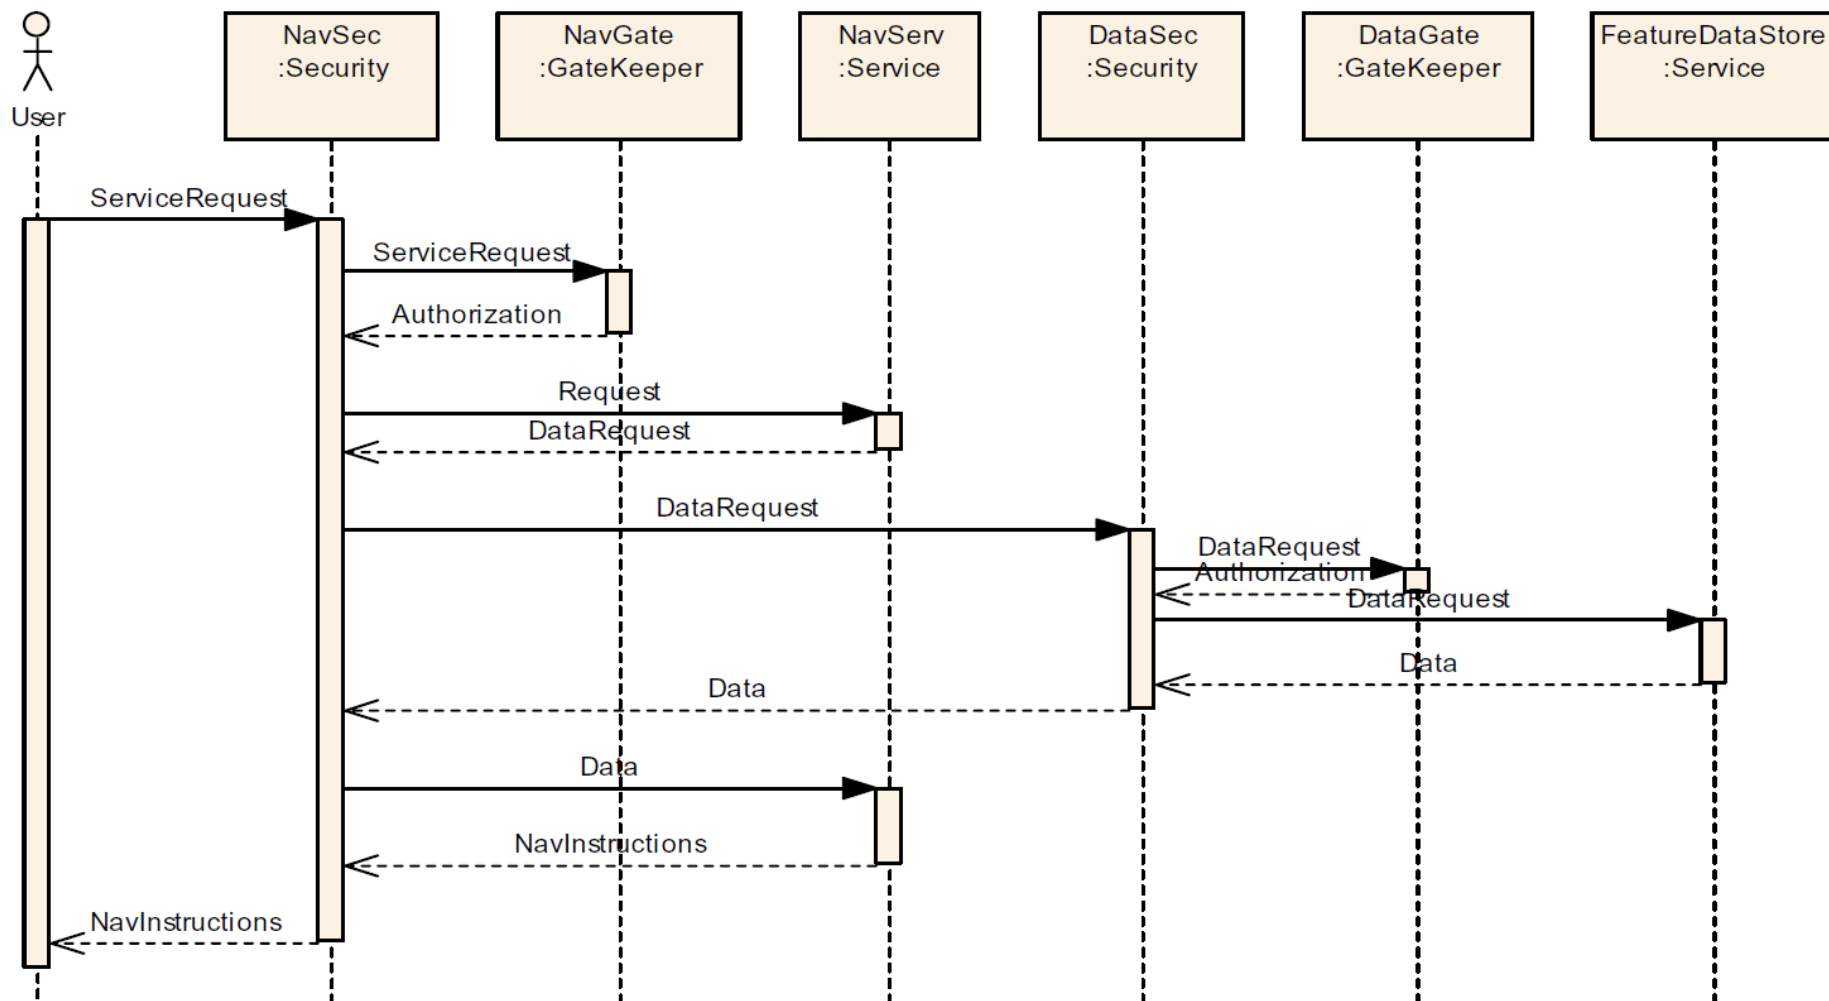 NavSec
:Security
NavGate
:GateKeeper
NavServ
:Service
DataSec
:Security
DataGate
:GateKeeper
FeatureDataStore
:Service
User
ServiceRequest
ServiceRequest
Authorization
Request
DataRequest
DataRequest
DataRequest
Authorization
DataRequest
Data
Data
Data
NavInstructions
NavInstructions